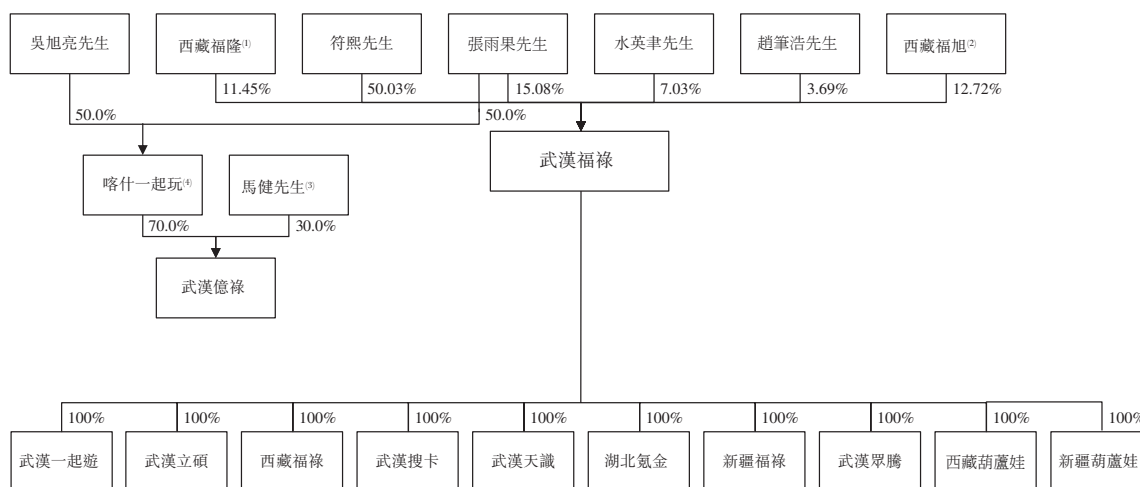 吳旭亮先生
西藏福隆(1)
符熙先生
張雨果先生
水英聿先生
趙筆浩先生
西藏福旭(2)
11.45%
50.03%
15.08%
7.03%
3.69%
12.72%
50.0%
50.0%
武漢福祿
喀什一起玩(4)
馬健先生(3)
70.0%
30.0%
武漢億祿
100%
100%
100%
100%
100%
100%
100%
100%
100%
100%
武漢一起遊
武漢立碩
西藏福祿
武漢搜卡
武漢天識
湖北氪金
新疆福祿
武漢眾騰
西藏葫蘆娃
新疆葫蘆娃